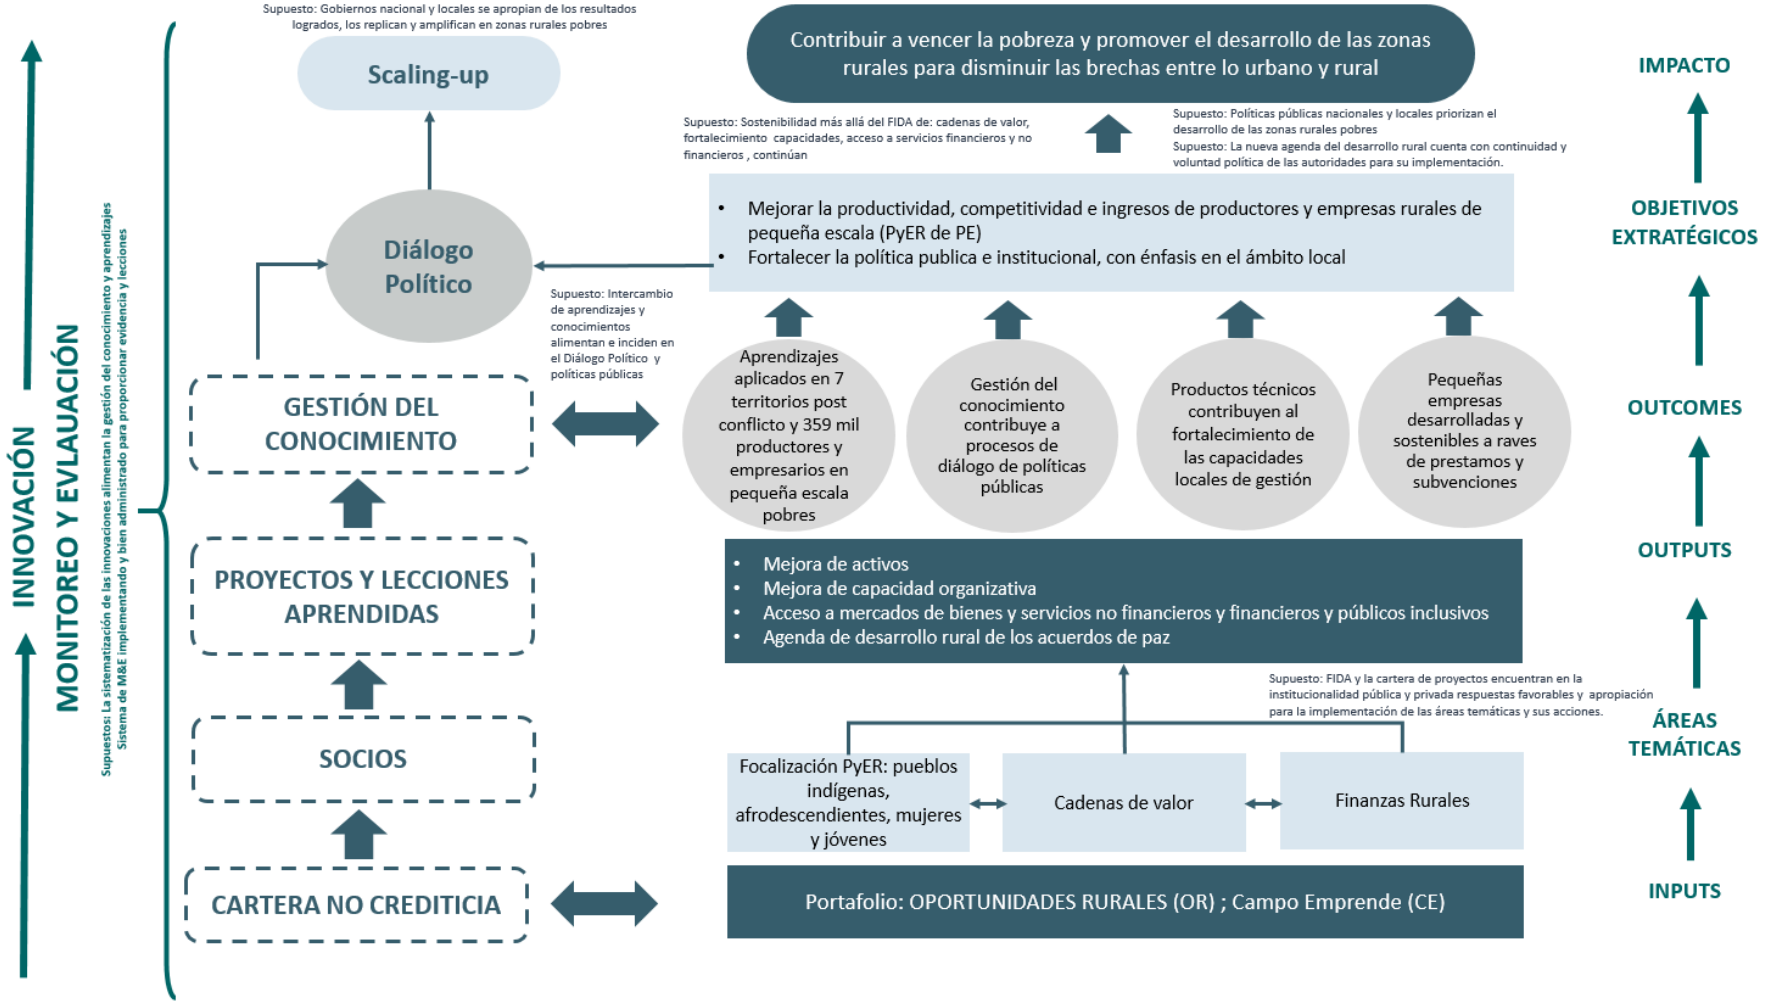 Supuesto: Gobiernos nacional y locales se apropian de los resultados
logrados, los replican y amplifican en zonas rurales pobres
Scaling-up
Contribuir a vencer la pobreza y promover el desarrollo de las zonas
rurales para disminuir las brechas entre lo urbano y rural
IMPACTO
Supuesto: Sostenibilidad más allá del FIDA de: cadenas de valor,
fortalecimiento capacidades, acceso a servicios financieros y no
financieros , continúan
Supuesto: Políticas públicas nacionales y locales priorizan el
desarrollo de las zonas rurales pobres
Supuesto: La nueva agenda del desarrollo rural cuenta con continuidad y
voluntad política de las autoridades para su implementación.
• Mejorar la productividad, competitividad e ingresos de productores y empresas rurales de
pequeña escala (PyER de PE)
• Fortalecer la política publica e institucional, con énfasis en el ámbito local
OBJETIVOS
EXTRATÉGICOS
Diálogo
Político
Supuesto: Intercambio
de aprendizajes y
conocimientos
alimentan e inciden en
el Diálogo Político y
políticas públicas
INNOVACIÓN
MONITOREO Y EVLAUACIÓN
Supuestos: La sistematización de las innovaciones alimentan la gestión del conocimiento y aprendizajes
Sistema de M&E implementando y bien administrado para proporcionar evidencia y lecciones
GESTIÓN DEL
CONOCIMIENTO
Aprendizajes
aplicados en 7
territorios post
conflicto y 359 mil
productores y
empresarios en
pequeña escala
pobres
Gestión del
conocimiento
contribuye a
procesos de
diálogo de políticas
públicas
Productos técnicos
contribuyen al
fortalecimiento de
las capacidades
locales de gestión
Pequeñas
empresas
desarrolladas y
sostenibles a raves
de prestamos y
subvenciones
OUTCOMES
PROYECTOS Y LECCIONES
APRENDIDAS
• Mejora de activos
• Mejora de capacidad organizativa
• Acceso a mercados de bienes y servicios no financieros y financieros y públicos inclusivos
• Agenda de desarrollo rural de los acuerdos de paz
OUTPUTS
Supuesto: FIDA y la cartera de proyectos encuentran en la
institucionalidad pública y privada respuestas favorables y apropiación
para la implementación de las áreas temáticas y sus acciones.
SOCIOS
Focalización PyER: pueblos
indígenas,
afrodescendientes, mujeres
y jóvenes
Cadenas de valor
Finanzas Rurales
ÁREAS
TEMÁTICAS
CARTERA NO CREDITICIA
Portafolio: OPORTUNIDADES RURALES (OR) ; Campo Emprende (CE)
INPUTS